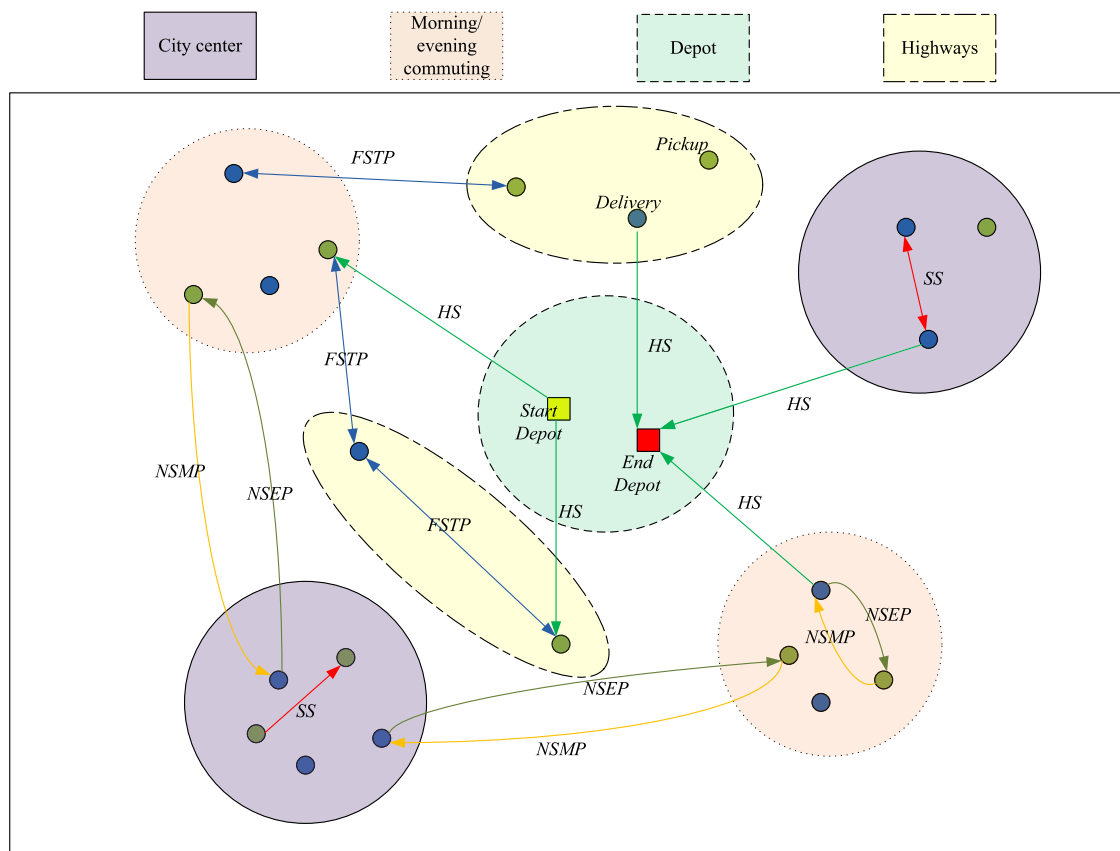 City center
Morning/
evening
commuting
Depot
Highways
FSTP
Pickup
Delivery
SS
HS
FSTP
HS
HS
Start
Depot
End
Depot
NSMP
NSEP
FSTP
HS
HS
NSEP
NSMP
NSEP
SS
NSMP